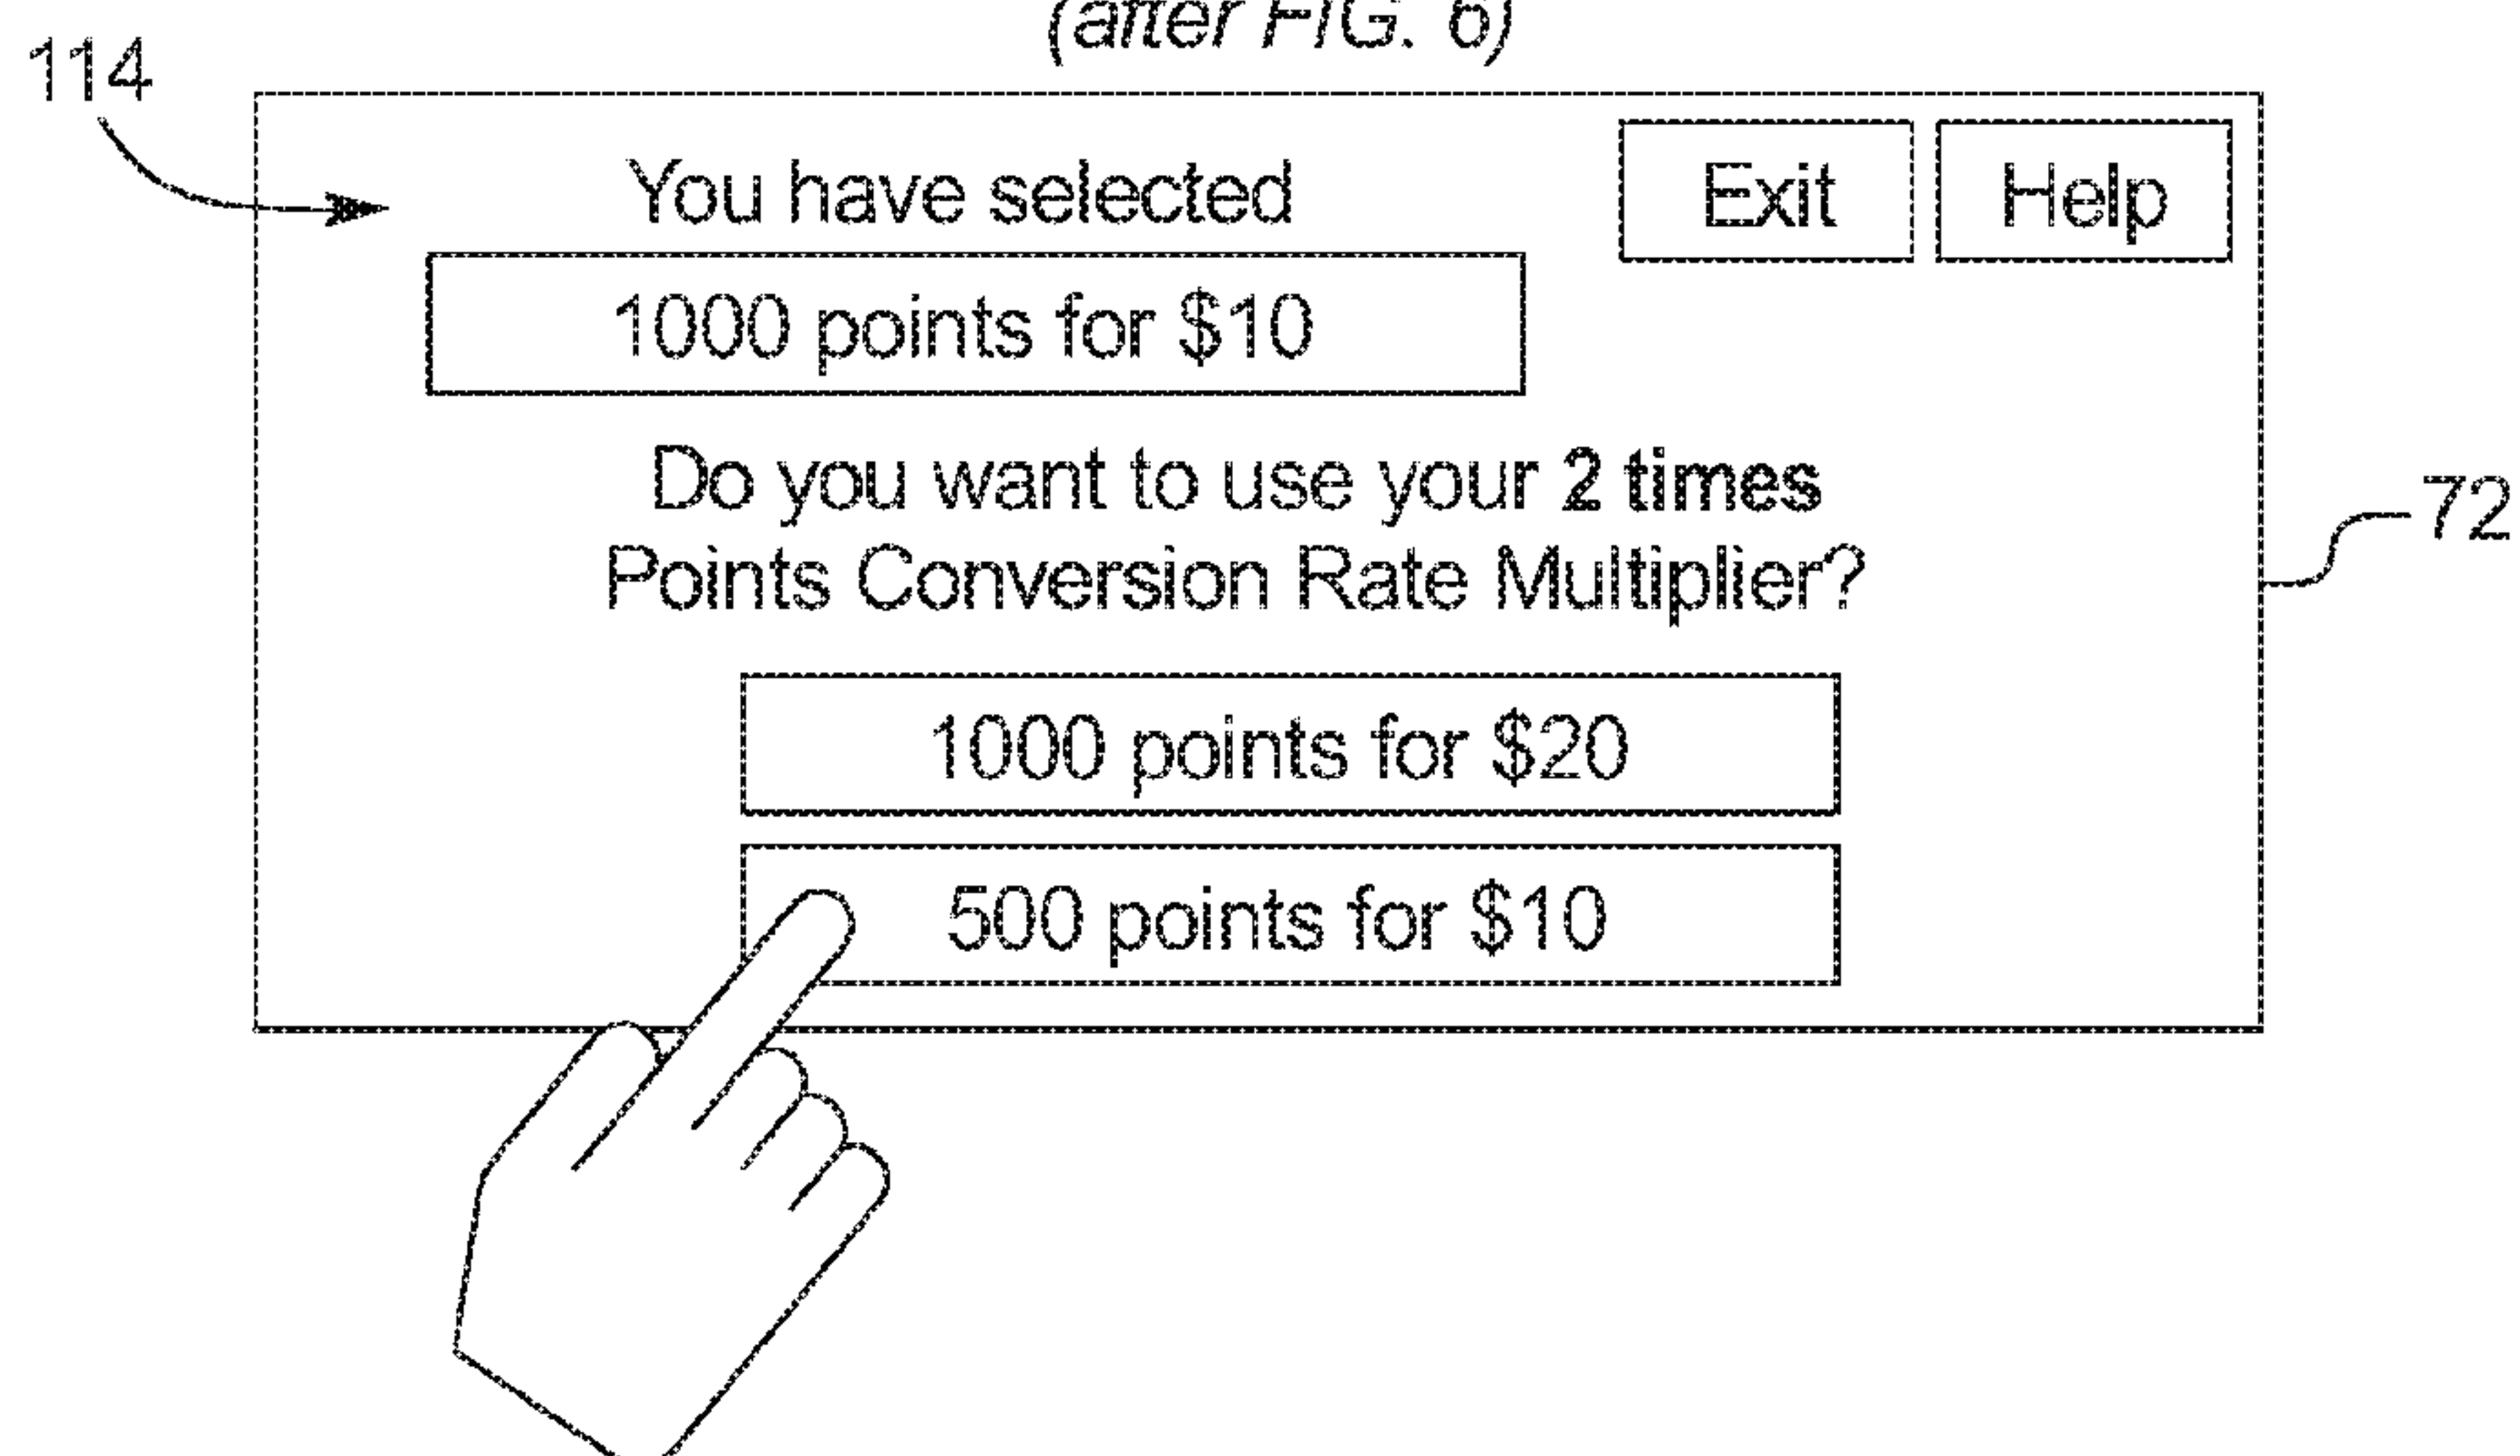 (after FIG. 6)
114
You have selected
Exit
Help
1000 points for $10
Do you want to use your 2 times
Points Conversion Rate Multiplier?
72
1000 points for $20
500 points for $10